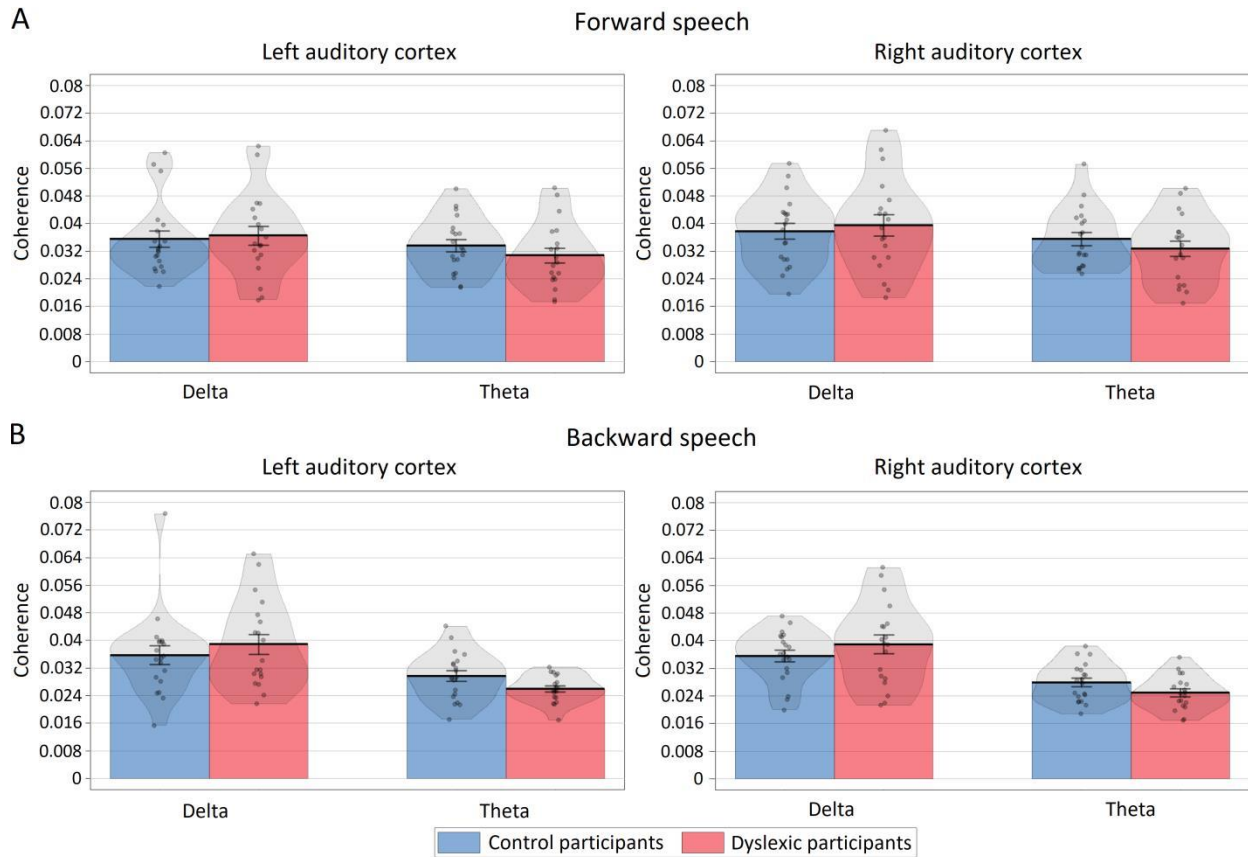 A
Forward speech
Left auditory cortex
Coherence
0.08
0.072
0.064
0.056
0.048
0.04
0.032
0.024
0.016
0.008
0
Delta Theta
Right auditory cortex
Coherence
0.08
0.072
0.064
0.056
0.048
0.04
0.032
0.024
0.016
0.008
0
Delta Theta
B
Backward speech
Left auditory cortex
Coherence
0.08
0.072
0.064
0.056
0.048
0.04
0.032
0.024
0.016
0.008
0
Delta Theta
Right auditory cortex
Coherence
0.08
0.072
0.064
0.056
0.048
0.04
0.032
0.024
0.016
0.008
0
Delta Theta
Control participants Dyslexic participants